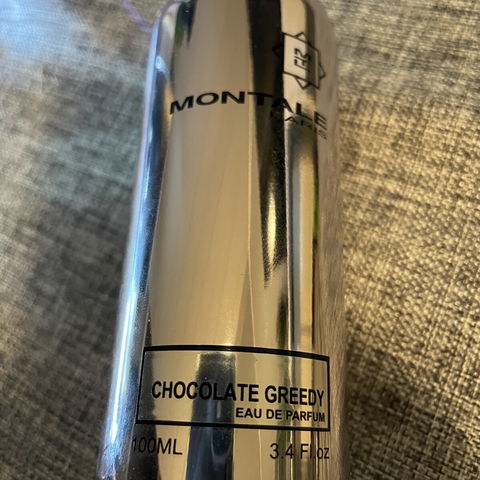 MONTALE
PARIS
CHOCOLATE GREEDY
EAU DE PARFUM
100ML 3.4 Fl.oz